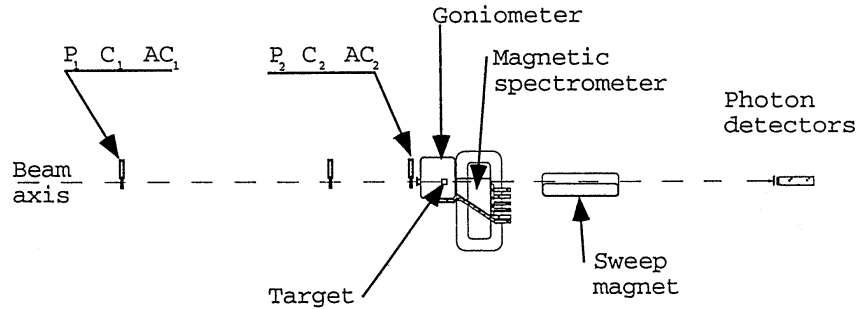 Goniometer
P₁ C₁ AC₁
P₂ C₂ AC₂
Magnetic
spectrometer
Photon
detectors
Beam
axis
Sweep
magnet
Target